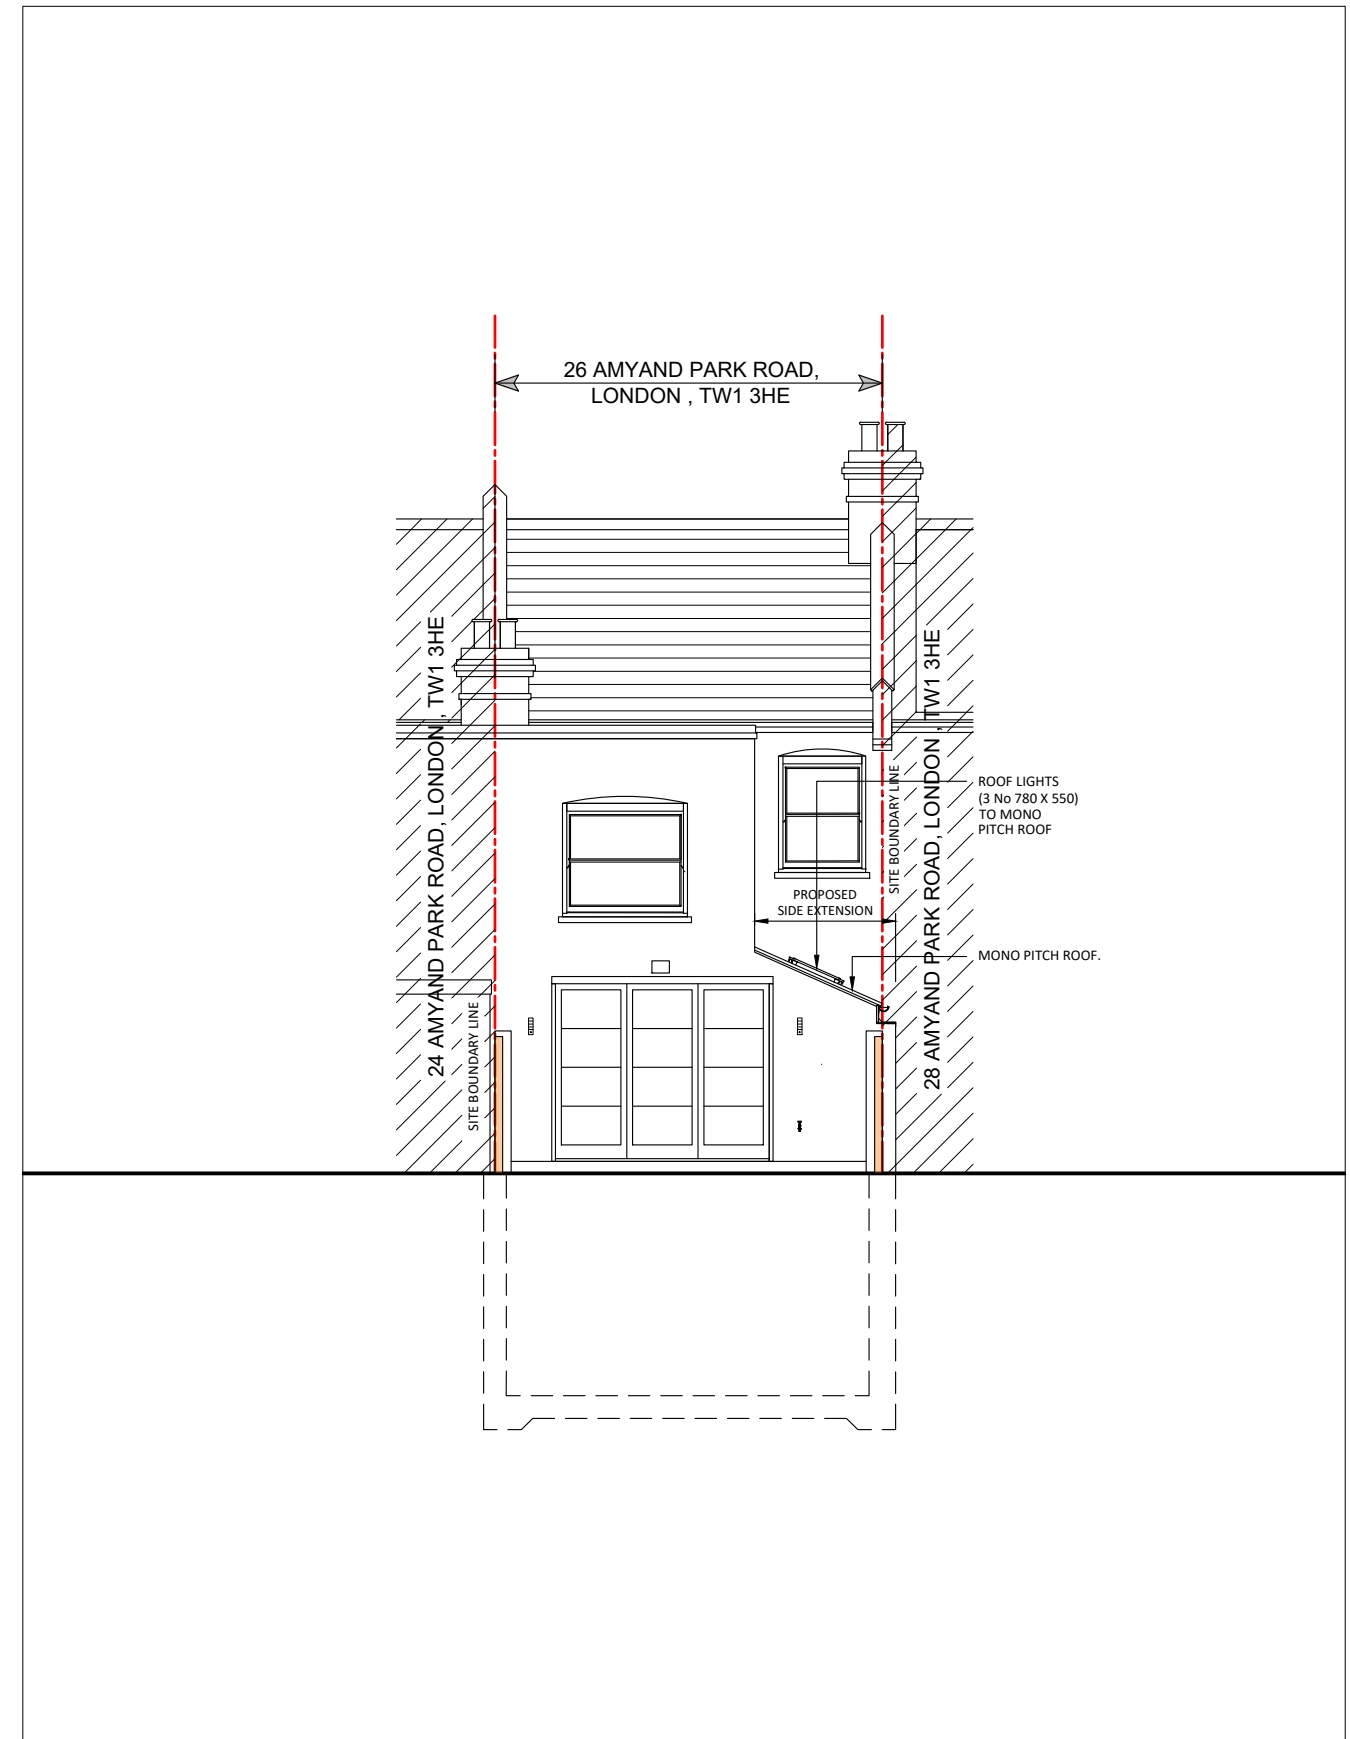 26 AMYAND PARK ROAD,
LONDON , TW1 3HE
24 AMYAND PARK ROAD, LONDON , TW1 3HE
SITE BOUNDARY LINE
PROPOSED
SIDE EXTENSION
SITE BOUNDARY LINE
28 AMYAND PARK ROAD, LONDON , TW1 3HE
ROOF LIGHTS
(3 No 780 X 550)
TO MONO
PITCH ROOF
MONO PITCH ROOF.